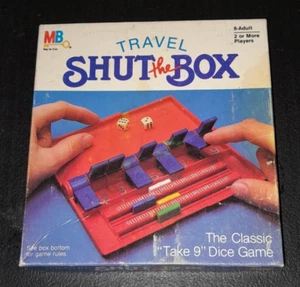 MB
TRAVEL
SHUT the BOX
8-Adult
2 or More
Players
The Classic
"Take 9" Dice Game
See box bottom
for game rules.